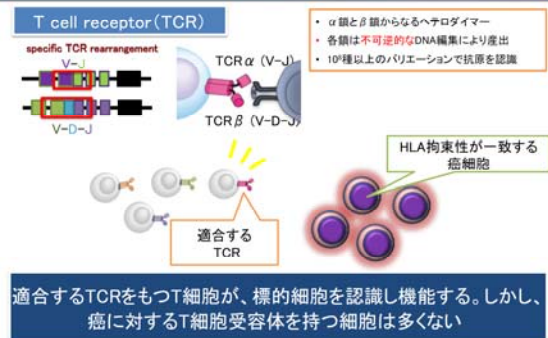 T cell receptor（TCR）
specific TCR rearrangement
V-J
V-D-J
TCRα (V-J)
TCRβ (V-D-J)
• α鎖とβ鎖からなるヘテロダイマー
• 各鎖は不可逆的なDNA編集により産出
• 10⁶種以上のバリエーションで抗原を認識
HLA拘束性が一致する
癌細胞
適合する
TCR
適合するTCRをもつT細胞が、標的細胞を認識し機能する。しかし、
癌に対するT細胞受容体を持つ細胞は多くない